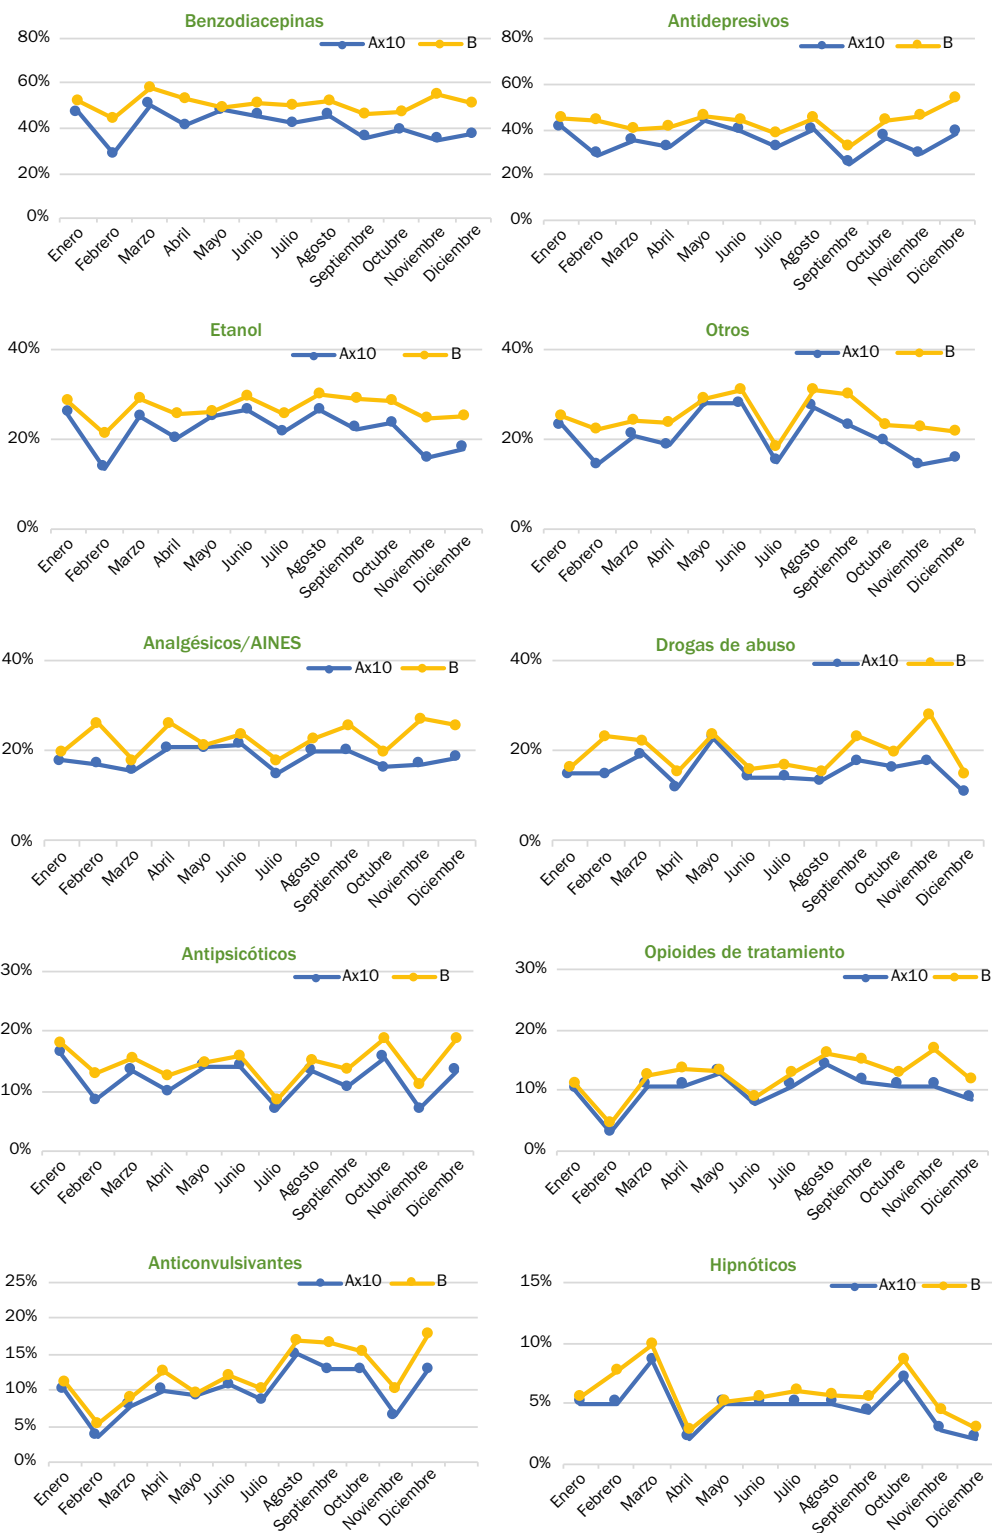 Benzodiacepinas
Ax10 B
80%
60%
40%
20%
0%
Enero Febrero Marzo Abril Mayo Junio Julio Agosto Septiembre Octubre Noviembre Diciembre
Antidepresivos
Ax10 B
80%
60%
40%
20%
0%
Enero Febrero Marzo Abril Mayo Junio Julio Agosto Septiembre Octubre Noviembre Diciembre
Etanol
Ax10 B
40%
20%
0%
Enero Febrero Marzo Abril Mayo Junio Julio Agosto Septiembre Octubre Noviembre Diciembre
Otros
Ax10 B
40%
20%
0%
Enero Febrero Marzo Abril Mayo Junio Julio Agosto Septiembre Octubre Noviembre Diciembre
Analgésicos/AINES
Ax10 B
40%
20%
0%
Enero Febrero Marzo Abril Mayo Junio Julio Agosto Septiembre Octubre Noviembre Diciembre
Drogas de abuso
Ax10 B
40%
20%
0%
Enero Febrero Marzo Abril Mayo Junio Julio Agosto Septiembre Octubre Noviembre Diciembre
Antipsicóticos
Ax10 B
30%
20%
10%
0%
Enero Febrero Marzo Abril Mayo Junio Julio Agosto Septiembre Octubre Noviembre Diciembre
Opioides de tratamiento
Ax10 B
30%
20%
10%
0%
Enero Febrero Marzo Abril Mayo Junio Julio Agosto Septiembre Octubre Noviembre Diciembre
Anticonvulsivantes
Ax10 B
25%
20%
15%
10%
5%
0%
Enero Febrero Marzo Abril Mayo Junio Julio Agosto Septiembre Octubre Noviembre Diciembre
Hipnóticos
Ax10 B
15%
10%
5%
0%
Enero Febrero Marzo Abril Mayo Junio Julio Agosto Septiembre Octubre Noviembre Diciembre